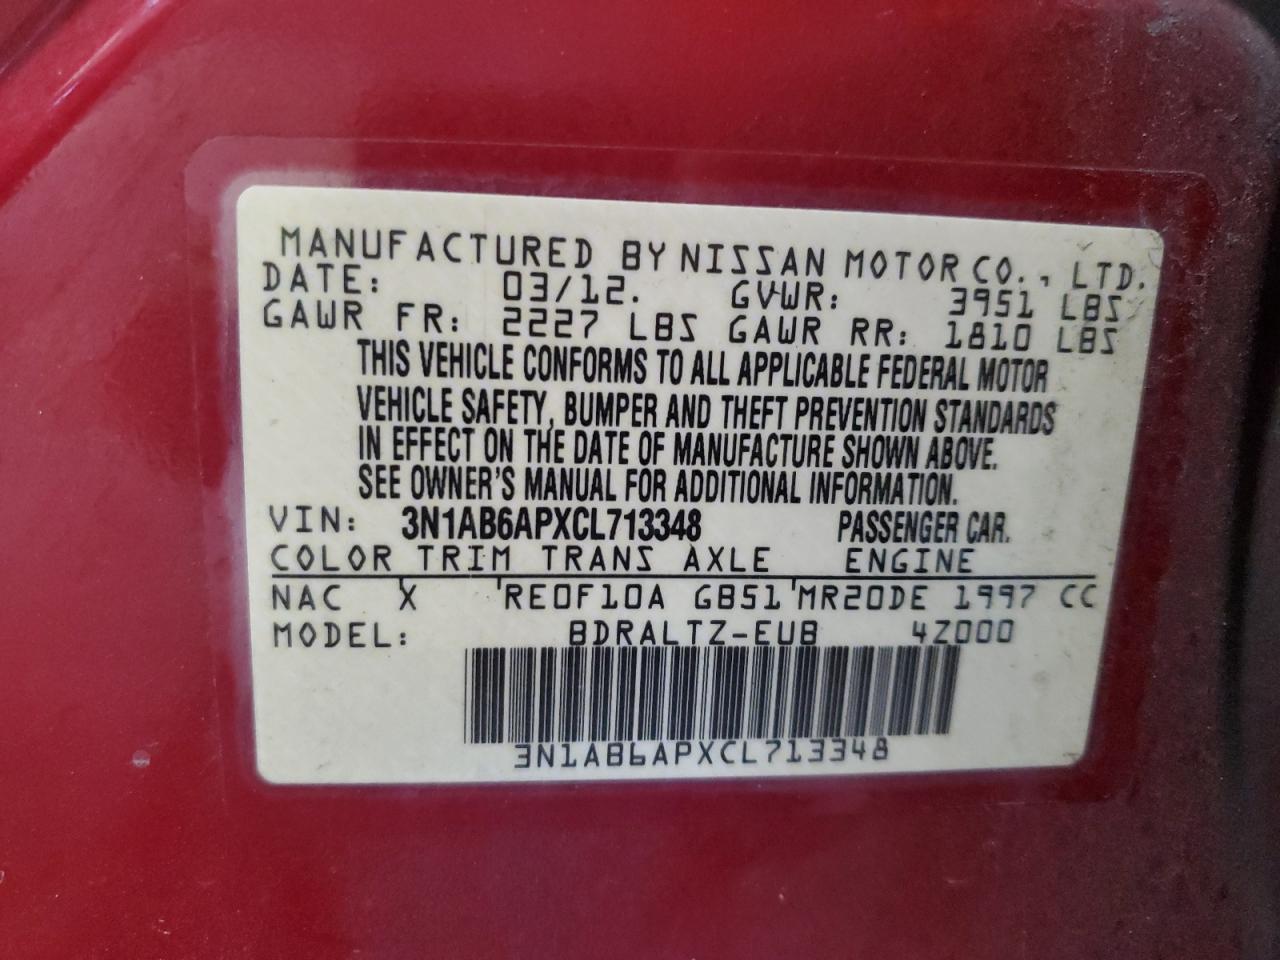 MANUFACTURED BY NISSAN MOTOR CO., LTD.
DATE: 03/12. GVWR: 3951 LBS
GAWR FR: 2227 LBS GAWR RR: 1810 LBS
THIS VEHICLE CONFORMS TO ALL APPLICABLE FEDERAL MOTOR
VEHICLE SAFETY, BUMPER AND THEFT PREVENTION STANDARDS
IN EFFECT ON THE DATE OF MANUFACTURE SHOWN ABOVE.
SEE OWNER'S MANUAL FOR ADDITIONAL INFORMATION.
VIN: 3N1AB6APXCL713348 PASSENGER CAR.
COLOR TRIM TRANS AXLE ENGINE
NAC X RE0F10A GB51 MR20DE 1997 CC
MODEL: BDRALTZ-EUB 4Z000
3N1AB6APXCL713348